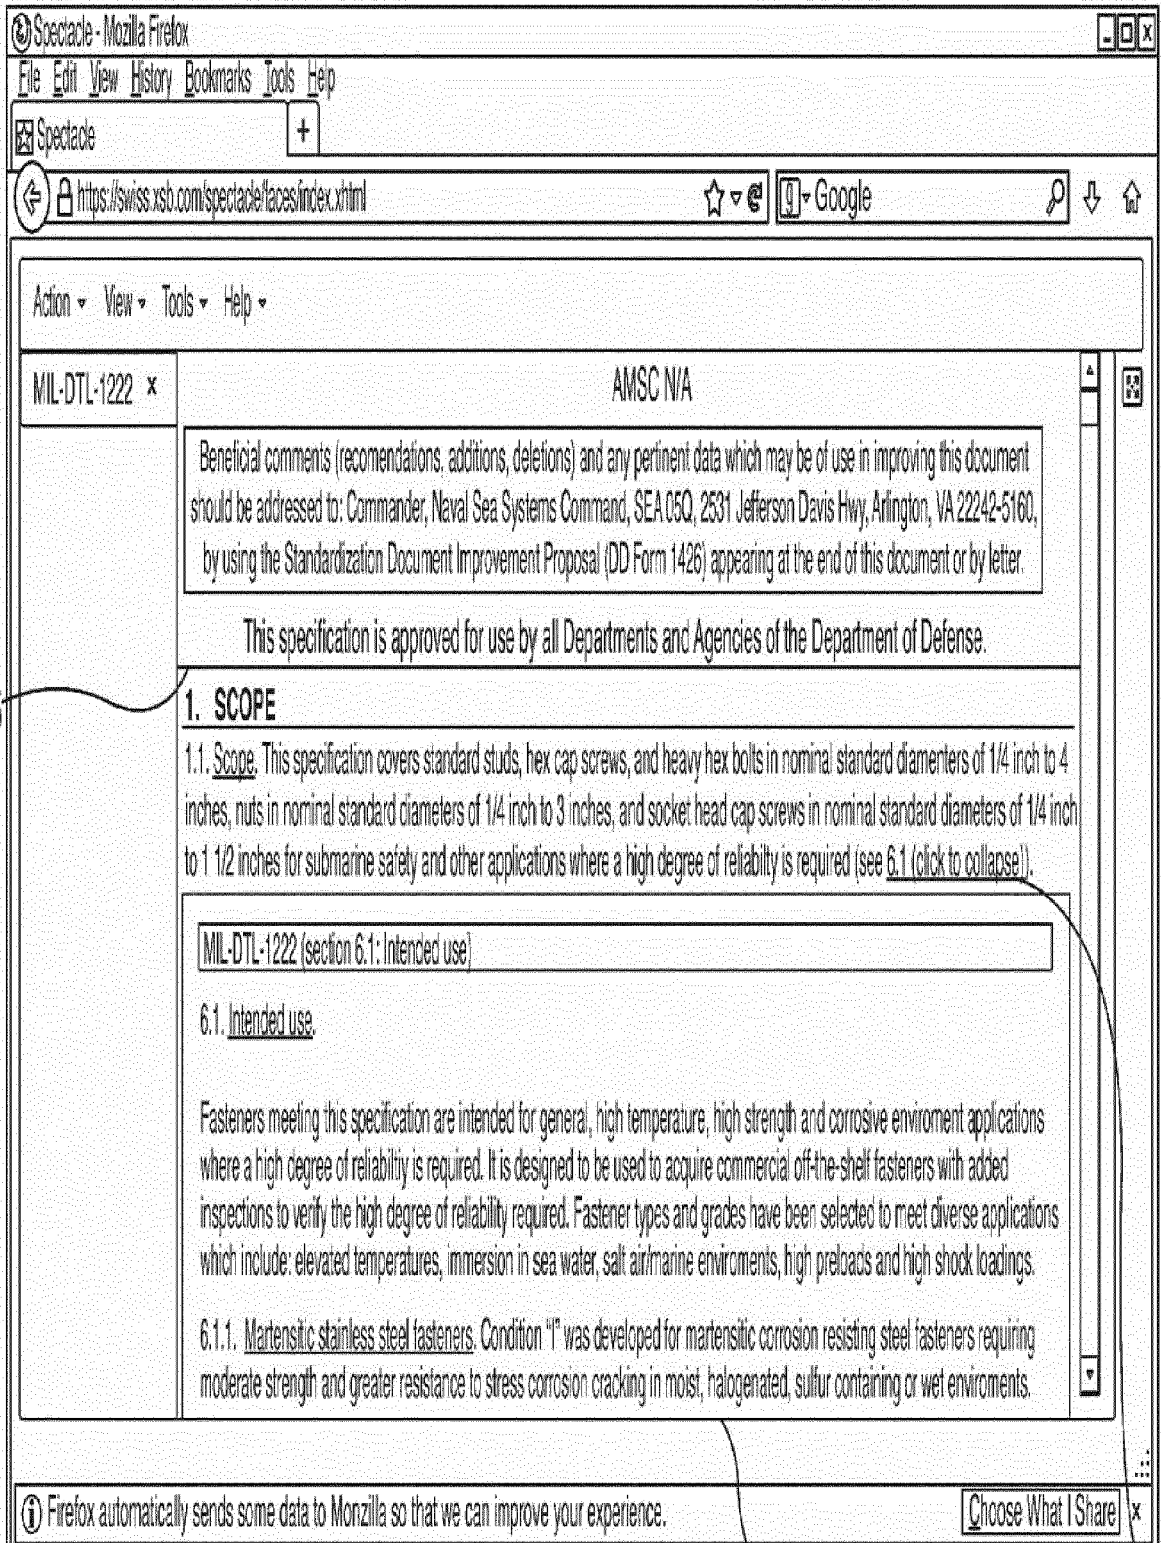 Spectacle - Mozilla Firefox
File Edit View History Bookmarks Tools Help
Spectacle +
https://swiss.xsb.com/spectacle/faces/index.xhtml g Google
Action View Tools Help
MIL-DTL-1222 x
AMSC N/A
Beneficial comments (recomendations, additions, deletions) and any pertinent data which may be of use in improving this document
should be addressed to: Commander, Naval Sea Systems Command, SEA 05Q, 2531 Jefferson Davis Hwy, Arlington, VA 22242-5160,
by using the Standardization Document Improvement Proposal (DD Form 1426) appearing at the end of this document or by letter.
This specification is approved for use by all Departments and Agencies of the Department of Defense.
1. SCOPE
1.1. Scope. This specification covers standard studs, hex cap screws, and heavy hex bolts in nominal standard diamenters of 1/4 inch to 4
inches, nuts in nominal standard diameters of 1/4 inch to 3 inches, and socket head cap screws in nominal standard diameters of 1/4 inch
to 1 1/2 inches for submarine safety and other applications where a high degree of reliabilty is required (see 6.1 (click to collapse)).
MIL-DTL-1222 (section 6.1: Intended use)
6.1. Intended use.
Fasteners meeting this specification are intended for general, high temperature, high strength and corrosive enviroment applications
where a high degree of reliabiltiy is required. It is designed to be used to acquire commercial off-the-shelf fasteners with added
inspections to verify the high degree of reliability required. Fastener types and grades have been selected to meet diverse applications
which include: elevated temperatures, immersion in sea water, salt air/marine enviroments, high preloads and high shock loadings.
6.1.1. Martensitic stainless steel fasteners. Condition "I" was developed for martensitic corrosion resisting steel fasteners requiring
moderate strength and greater resistance to stress corrosion cracking in moist, halogenated, sulfur containing or wet enviroments.
Firefox automatically sends some data to Monzilla so that we can improve your experience. Choose What I Share x